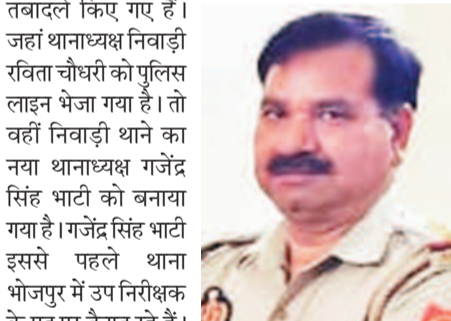 तबादले किए गए हैं।
जहां थानाध्यक्ष निवाड़ी
रविता चौधरी को पुलिस
लाइन भेजा गया है। तो
वहीं निवाड़ी थाने का
नया थानाध्यक्ष गजेंद्र
सिंह भाटी को बनाया
गया है। गजेंद्र सिंह भाटी
इससे पहले थाना
भोजपुर में उप निरीक्षक